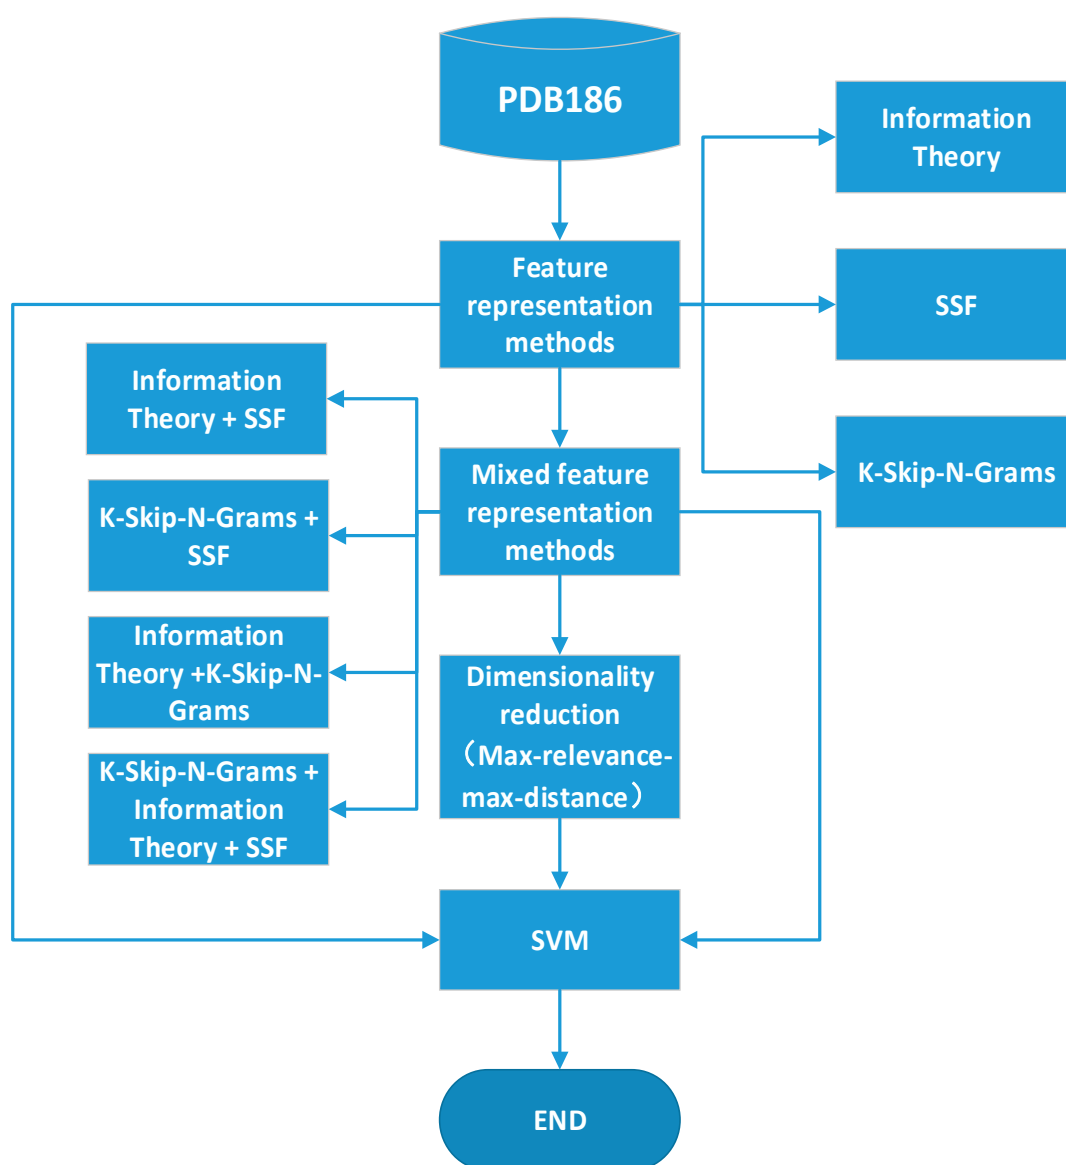 PDB186
Information
Theory
Feature
representation
methods
SSF
Information
Theory + SSF
K-Skip-N-Grams
Mixed feature
representation
methods
K-Skip-N-Grams +
SSF
Information
Theory +K-Skip-N-
Grams
Dimensionality
reduction
（Max-relevance-
max-distance）
K-Skip-N-Grams +
Information
Theory + SSF
SVM
END